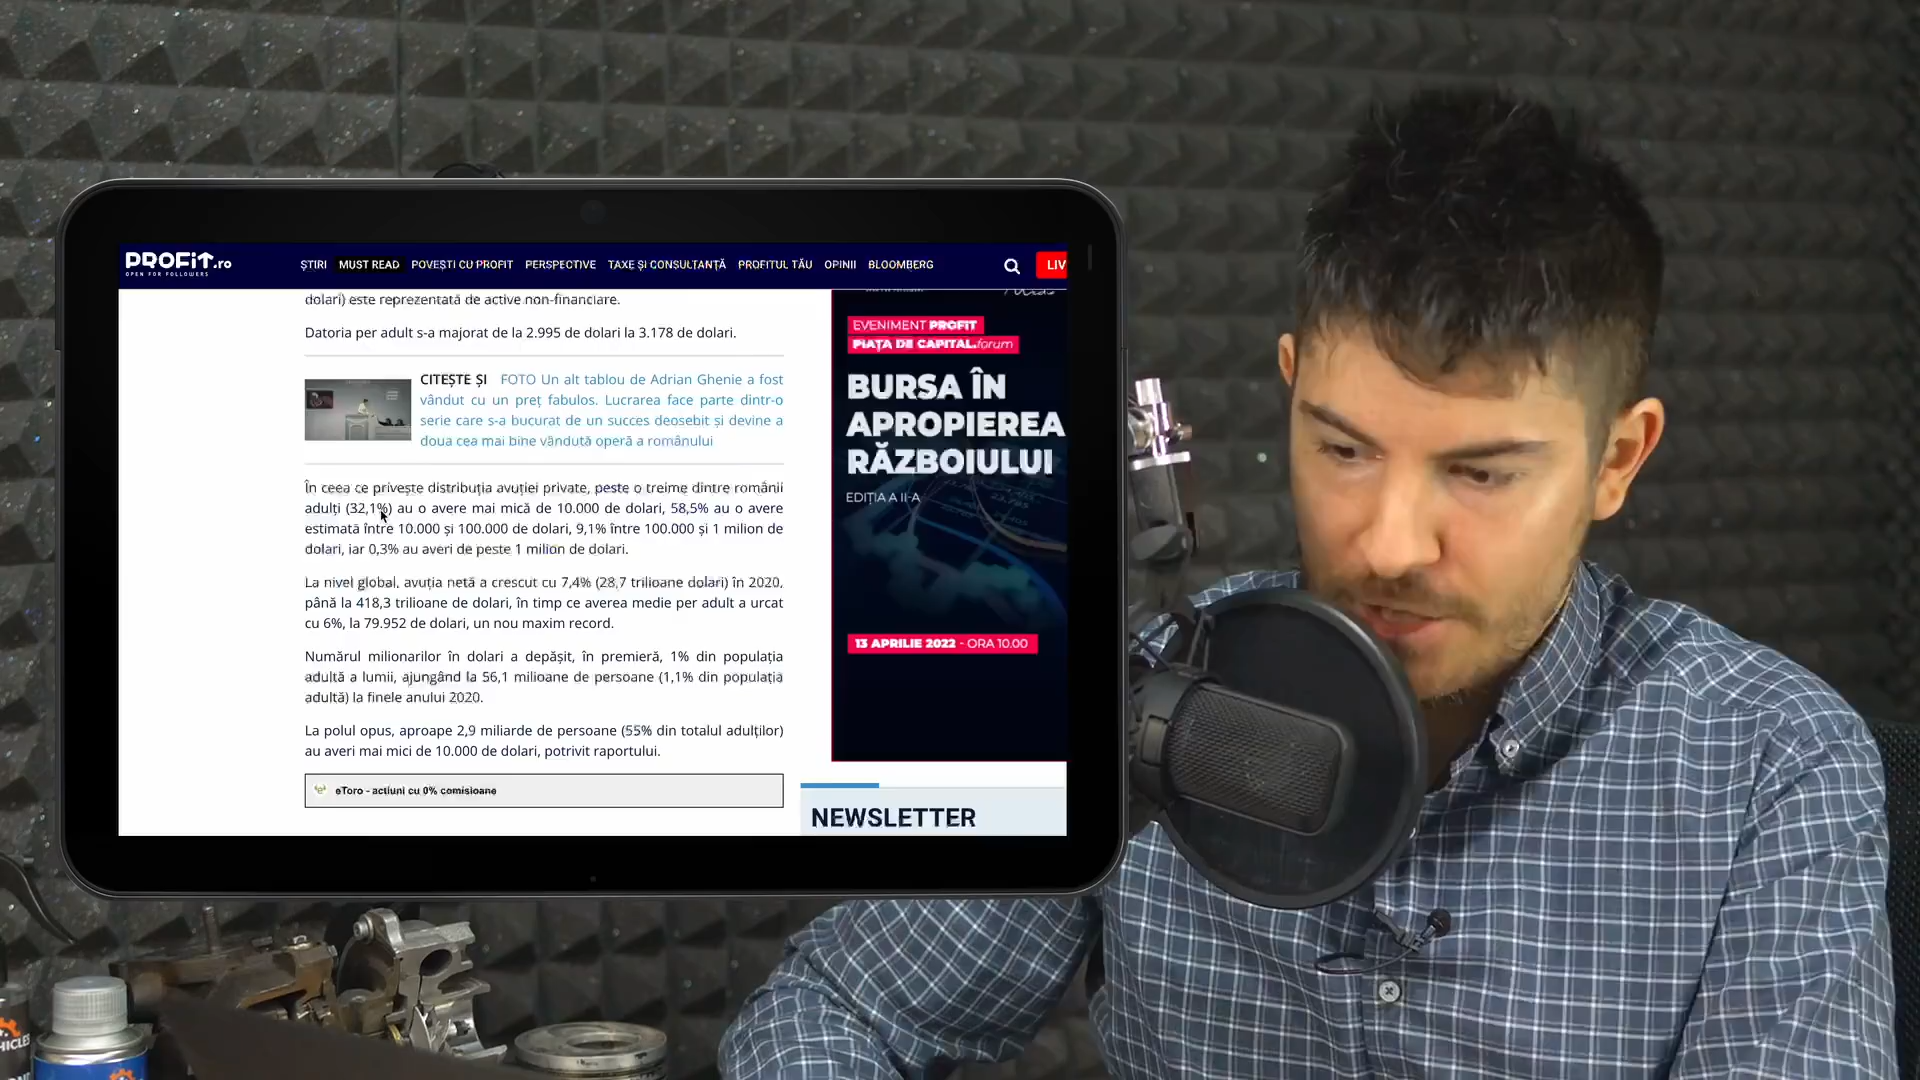 PROFIT.ro
OPEN FOR FOLLOWERS
ȘTIRI MUST READ POVEȘTI CU PROFIT PERSPECTIVE TAXE ȘI CONSULTANȚĂ PROFITUL TĂU OPINII BLOOMBERG
LIV
dolari) este reprezentată de active non-financiare.
Datoria per adult s-a majorat de la 2.995 de dolari la 3.178 de dolari.
CITEȘTE ȘI FOTO Un alt tablou de Adrian Ghenie a fost
vândut cu un preț fabulos. Lucrarea face parte dintr-o
serie care s-a bucurat de un succes deosebit și devine a
doua cea mai bine vândută operă a românului
În ceea ce privește distribuția avuției private, peste o treime dintre românii
adulți (32,1%) au o avere mai mică de 10.000 de dolari, 58,5% au o avere
estimată între 10.000 și 100.000 de dolari, 9,1% între 100.000 și 1 milion de
dolari, iar 0,3% au averi de peste 1 milion de dolari.
La nivel global, avuția netă a crescut cu 7,4% (28,7 trilioane dolari) în 2020,
până la 418,3 trilioane de dolari, în timp ce averea medie per adult a urcat
cu 6%, la 79.952 de dolari, un nou maxim record.
Numărul milionarilor în dolari a depășit, în premieră, 1% din populația
adultă a lumii, ajungând la 56,1 milioane de persoane (1,1% din populația
adultă) la finele anului 2020.
La polul opus, aproape 2,9 miliarde de persoane (55% din totalul adulților)
au averi mai mici de 10.000 de dolari, potrivit raportului.
eToro - actiuni cu 0% comisioane
EVENIMENT PROFIT
PIAȚA DE CAPITAL.forum
BURSA ÎN
APROPIEREA
RĂZBOIULUI
EDIȚIA A II-A
13 APRILIE 2022 - ORA 10.00
NEWSLETTER